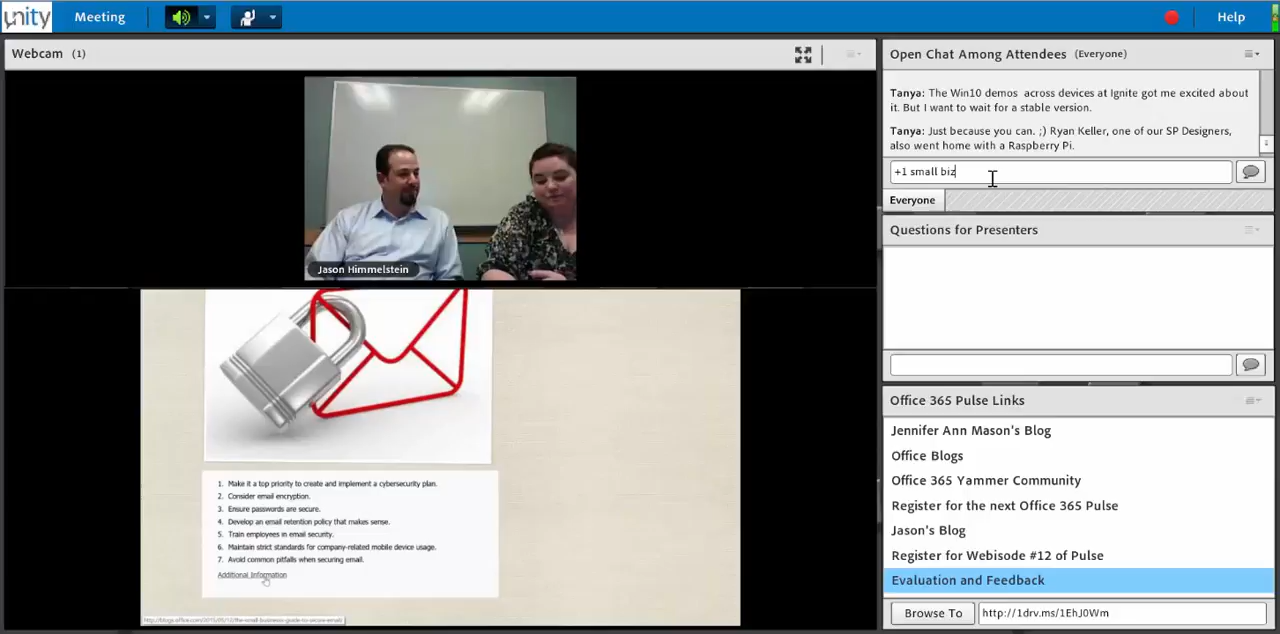 unity Meeting Help
Webcam (1)
Jason Himmelstein
1. Make it a top priority to create and implement a cybersecurity plan.
2. Consider email encryption.
3. Ensure passwords are secure.
4. Develop an email retention policy that makes sense.
5. Train employees in email security.
6. Maintain strict standards for company-related mobile device usage.
7. Avoid common pitfalls when securing email.
Additional Information
Open Chat Among Attendees (Everyone)
Tanya: The Win10 demos across devices at Ignite got me excited about
it. But I want to wait for a stable version.
Tanya: Just because you can. ;) Ryan Keller, one of our SP Designers,
also went home with a Raspberry Pi.
+1 small biz
Everyone
Questions for Presenters
Office 365 Pulse Links
Jennifer Ann Mason's Blog
Office Blogs
Office 365 Yammer Community
Register for the next Office 365 Pulse
Jason's Blog
Register for Webisode #12 of Pulse
Evaluation and Feedback
Browse To http://1drv.ms/1EhJ0Wm